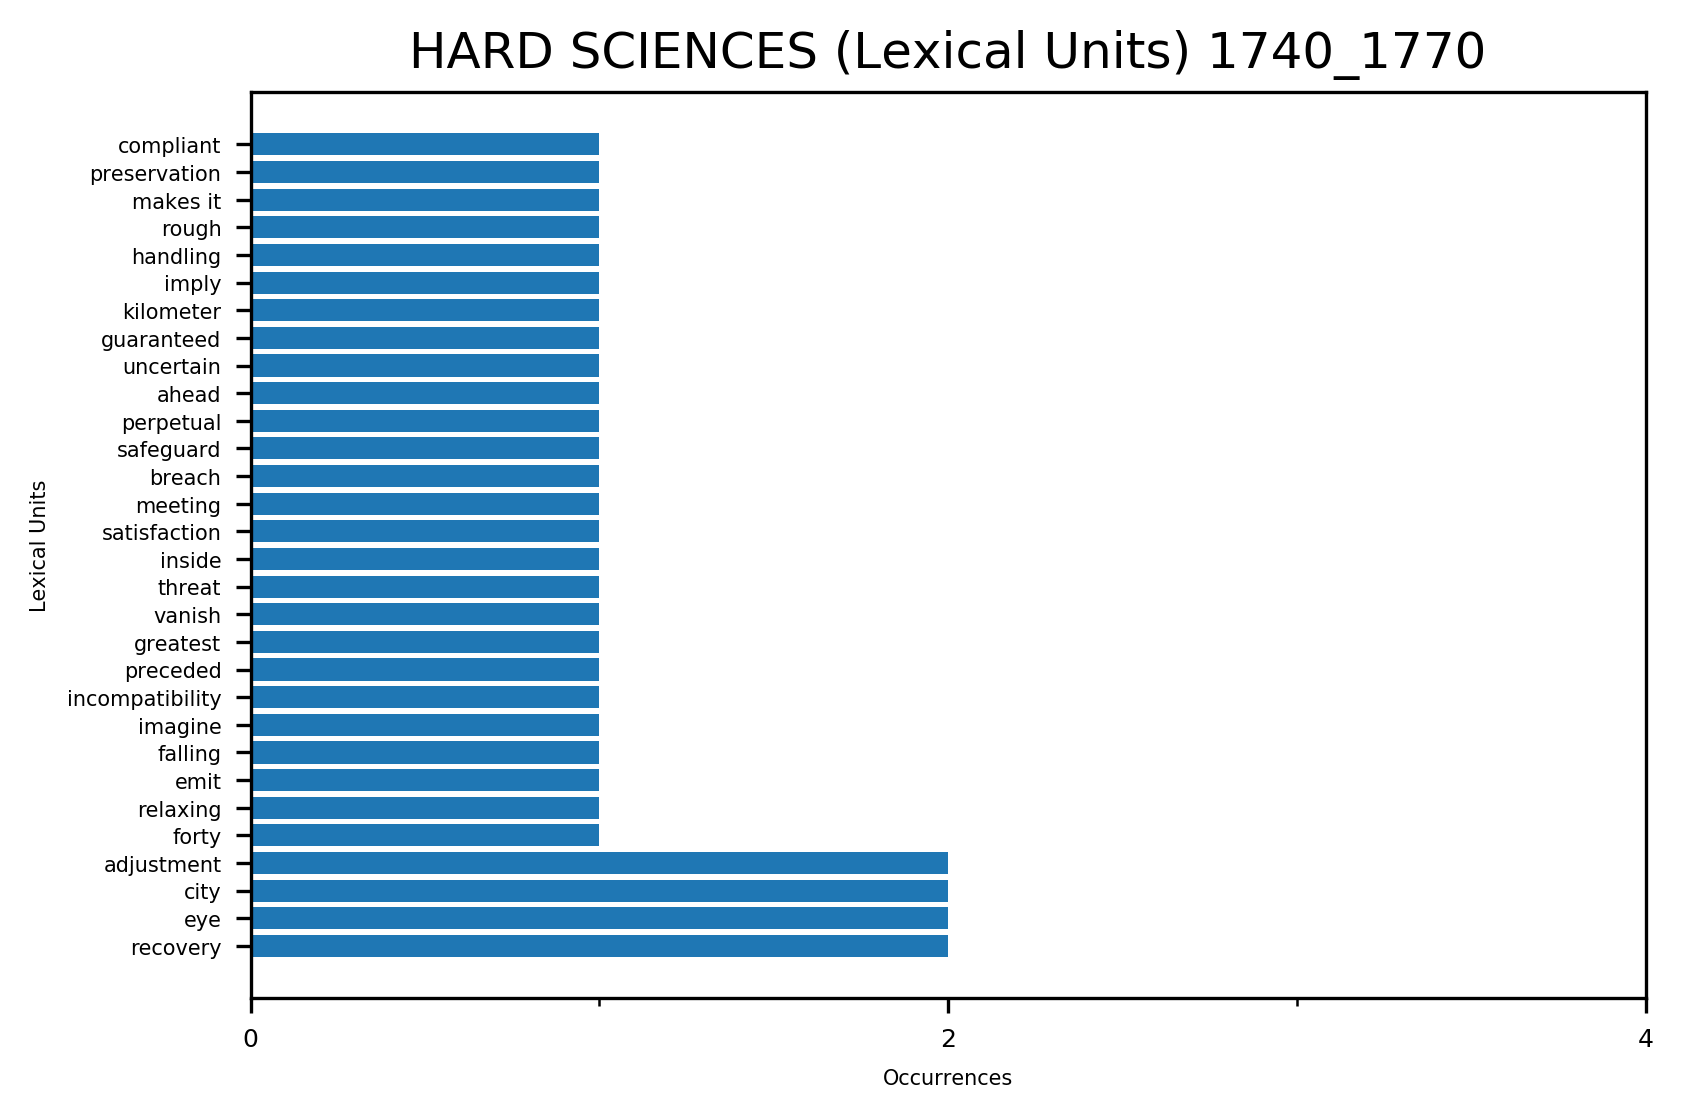 HARD SCIENCES (Lexical Units) 1740_1770
compliant
preservation
makes it
rough
handling
imply
kilometer
guaranteed
uncertain
ahead
perpetual
safeguard
breach
meeting
satisfaction
inside
threat
vanish
greatest
preceded
incompatibility
imagine
falling
emit
relaxing
forty
adjustment
city
eye
recovery
Lexical Units
0 2 4
Occurrences